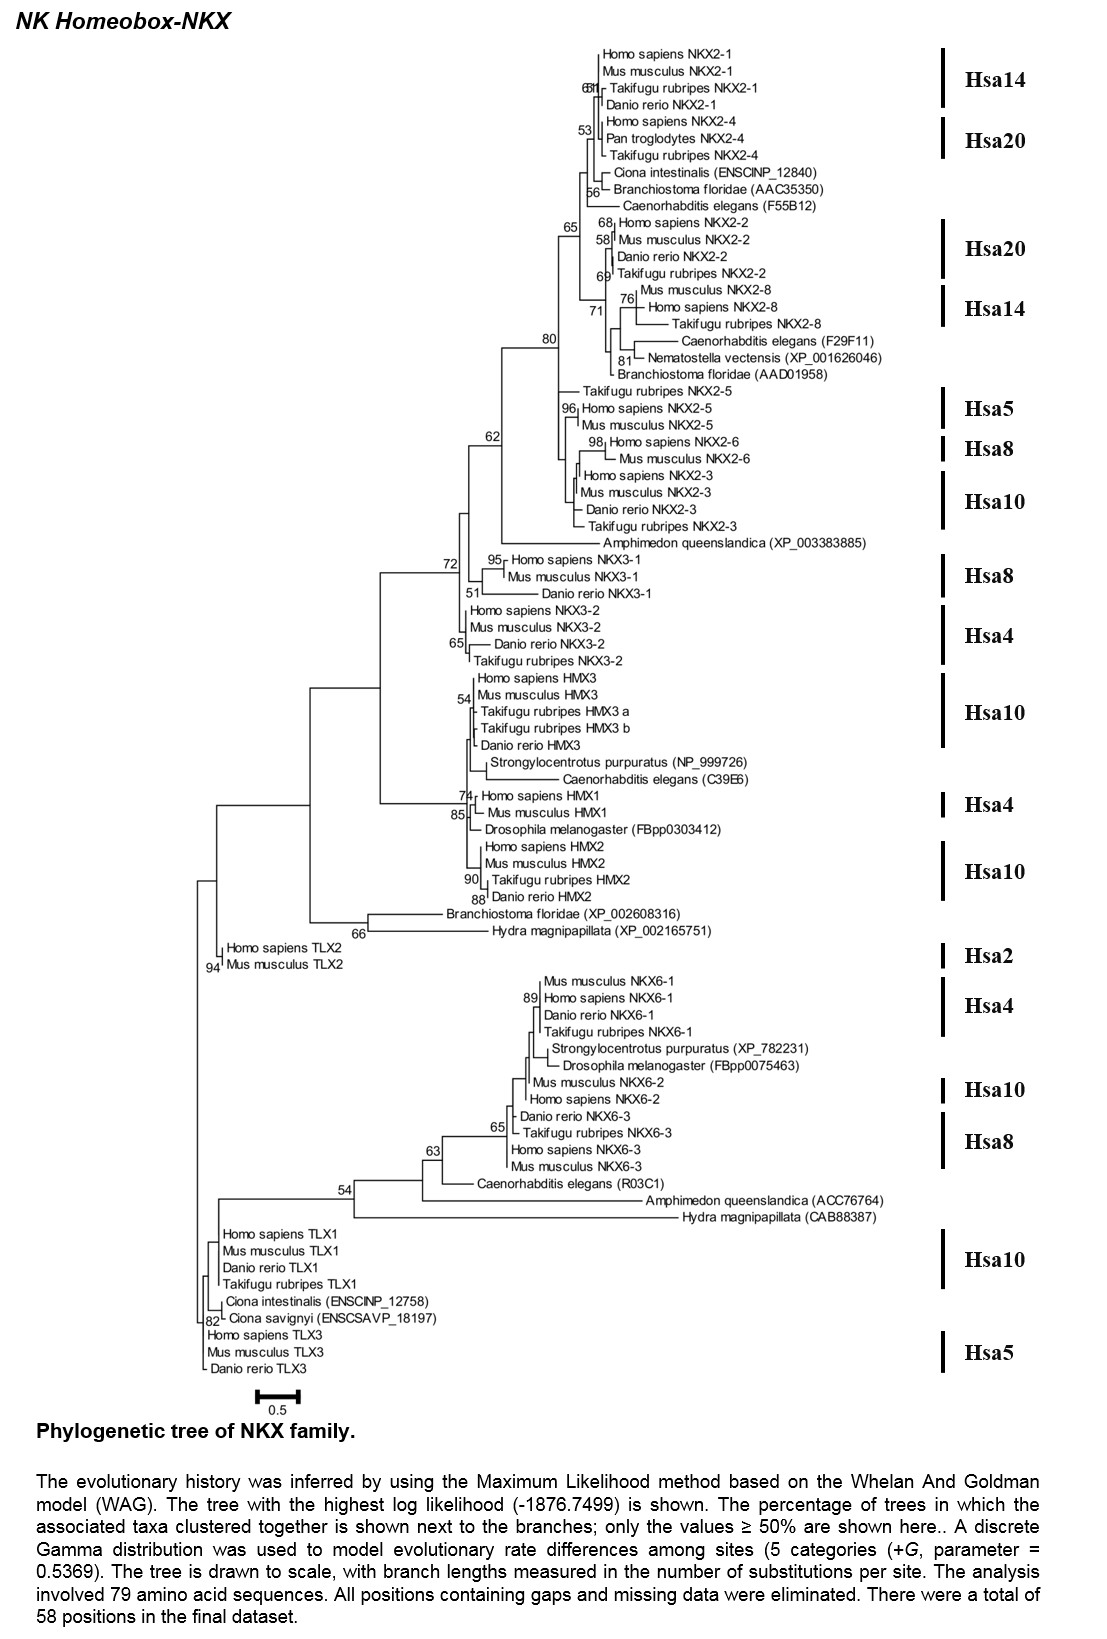 NK Homeobox-NKX
Homo sapiens NKX2-1
Mus musculus NKX2-1
Takifugu rubripes NKX2-1
Danio rerio NKX2-1
Hsa14
Homo sapiens NKX2-4
Pan troglodytes NKX2-4
Takifugu rubripes NKX2-4
Hsa20
53
Ciona intestinalis (ENSCINP_12840)
Branchiostoma floridae (AAC35350)
56
Caenorhabditis elegans (F55B12)
65
68 Homo sapiens NKX2-2
58 Mus musculus NKX2-2
Danio rerio NKX2-2
69 Takifugu rubripes NKX2-2
Hsa20
Mus musculus NKX2-8
76 Homo sapiens NKX2-8
71
Takifugu rubripes NKX2-8
Hsa14
Caenorhabditis elegans (F29F11)
81 Nematostella vectensis (XP_001626046)
Branchiostoma floridae (AAD01958)
80
Takifugu rubripes NKX2-5
96 Homo sapiens NKX2-5
Mus musculus NKX2-5
Hsa5
98 Homo sapiens NKX2-6
Mus musculus NKX2-6
Hsa8
62
Homo sapiens NKX2-3
Mus musculus NKX2-3
Danio rerio NKX2-3
Takifugu rubripes NKX2-3
Hsa10
Amphimedon queenslandica (XP_003383885)
72
95 Homo sapiens NKX3-1
Mus musculus NKX3-1
51 Danio rerio NKX3-1
Hsa8
Homo sapiens NKX3-2
Mus musculus NKX3-2
65 Danio rerio NKX3-2
Takifugu rubripes NKX3-2
Hsa4
Homo sapiens HMX3
54 Mus musculus HMX3
Takifugu rubripes HMX3 a
Takifugu rubripes HMX3 b
Danio rerio HMX3
Hsa10
Strongylocentrotus purpuratus (NP_999726)
Caenorhabditis elegans (C39E6)
74 Homo sapiens HMX1
85 Mus musculus HMX1
Hsa4
Drosophila melanogaster (FBpp0303412)
Homo sapiens HMX2
Mus musculus HMX2
90 Takifugu rubripes HMX2
88 Danio rerio HMX2
Hsa10
Branchiostoma floridae (XP_002608316)
66 Hydra magnipapillata (XP_002165751)
Homo sapiens TLX2
94 Mus musculus TLX2
Hsa2
Mus musculus NKX6-1
89 Homo sapiens NKX6-1
Danio rerio NKX6-1
Takifugu rubripes NKX6-1
Hsa4
Strongylocentrotus purpuratus (XP_782231)
Drosophila melanogaster (FBpp0075463)
Mus musculus NKX6-2
Homo sapiens NKX6-2
Hsa10
Danio rerio NKX6-3
65 Takifugu rubripes NKX6-3
Homo sapiens NKX6-3
Mus musculus NKX6-3
Hsa8
63
Caenorhabditis elegans (R03C1)
54
Amphimedon queenslandica (ACC76764)
Hydra magnipapillata (CAB88387)
Homo sapiens TLX1
Mus musculus TLX1
Danio rerio TLX1
Takifugu rubripes TLX1
Hsa10
Ciona intestinalis (ENSCINP_12758)
82 Ciona savignyi (ENSCSAVP_18197)
Homo sapiens TLX3
Mus musculus TLX3
Danio rerio TLX3
Hsa5
0.5
Phylogenetic tree of NKX family.
The evolutionary history was inferred by using the Maximum Likelihood method based on the Whelan And Goldman
model (WAG). The tree with the highest log likelihood (-1876.7499) is shown. The percentage of trees in which the
associated taxa clustered together is shown next to the branches; only the values ≥ 50% are shown here.. A discrete
Gamma distribution was used to model evolutionary rate differences among sites (5 categories (+G, parameter =
0.5369). The tree is drawn to scale, with branch lengths measured in the number of substitutions per site. The analysis
involved 79 amino acid sequences. All positions containing gaps and missing data were eliminated. There were a total of
58 positions in the final dataset.